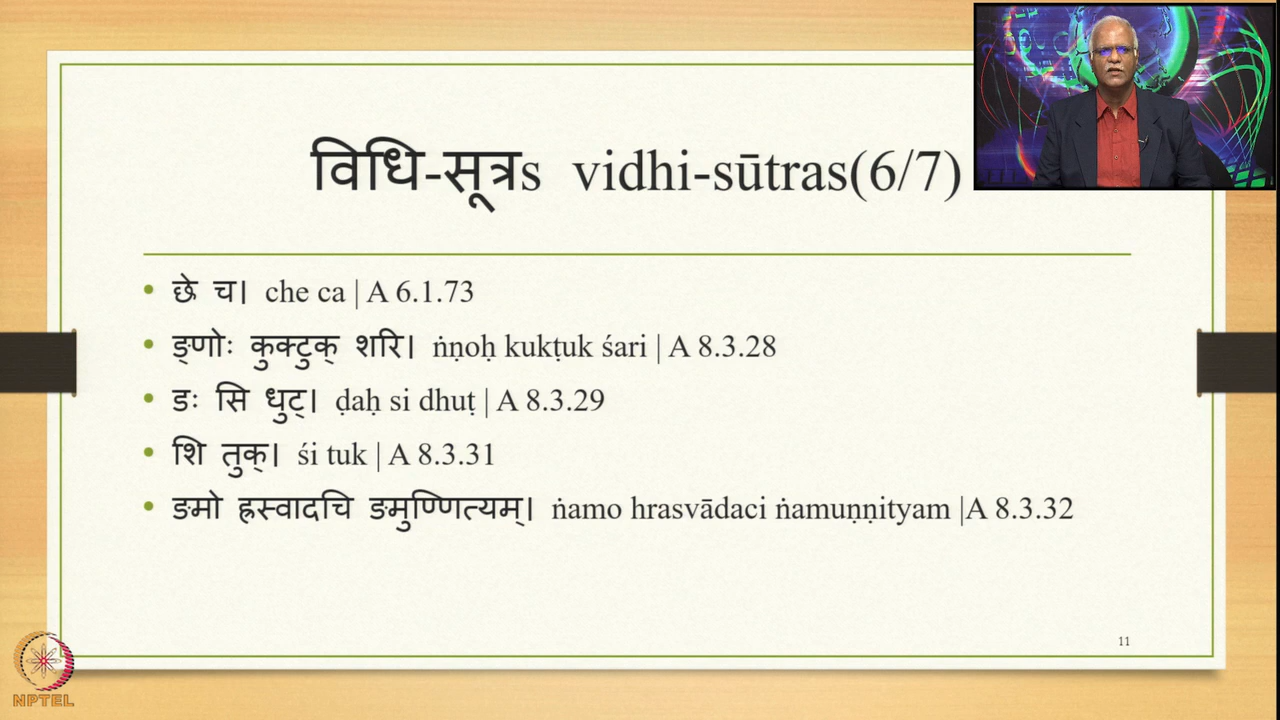 विधि-सूत्रs vidhi-sūtras(6/7)
• छे च। che ca | A 6.1.73
• ङ्णोः कुक्टुक् शरि। ṅṇoḥ kukṭuk śari | A 8.3.28
• डः सि धुट्। ḍaḥ si dhuṭ | A 8.3.29
• शि तुक्। śi tuk | A 8.3.31
• ङमो ह्रस्वादचि ङमुण्णित्यम्। ṅamo hrasvādaci ṅamuṇṇityam |A 8.3.32
11
NPTEL